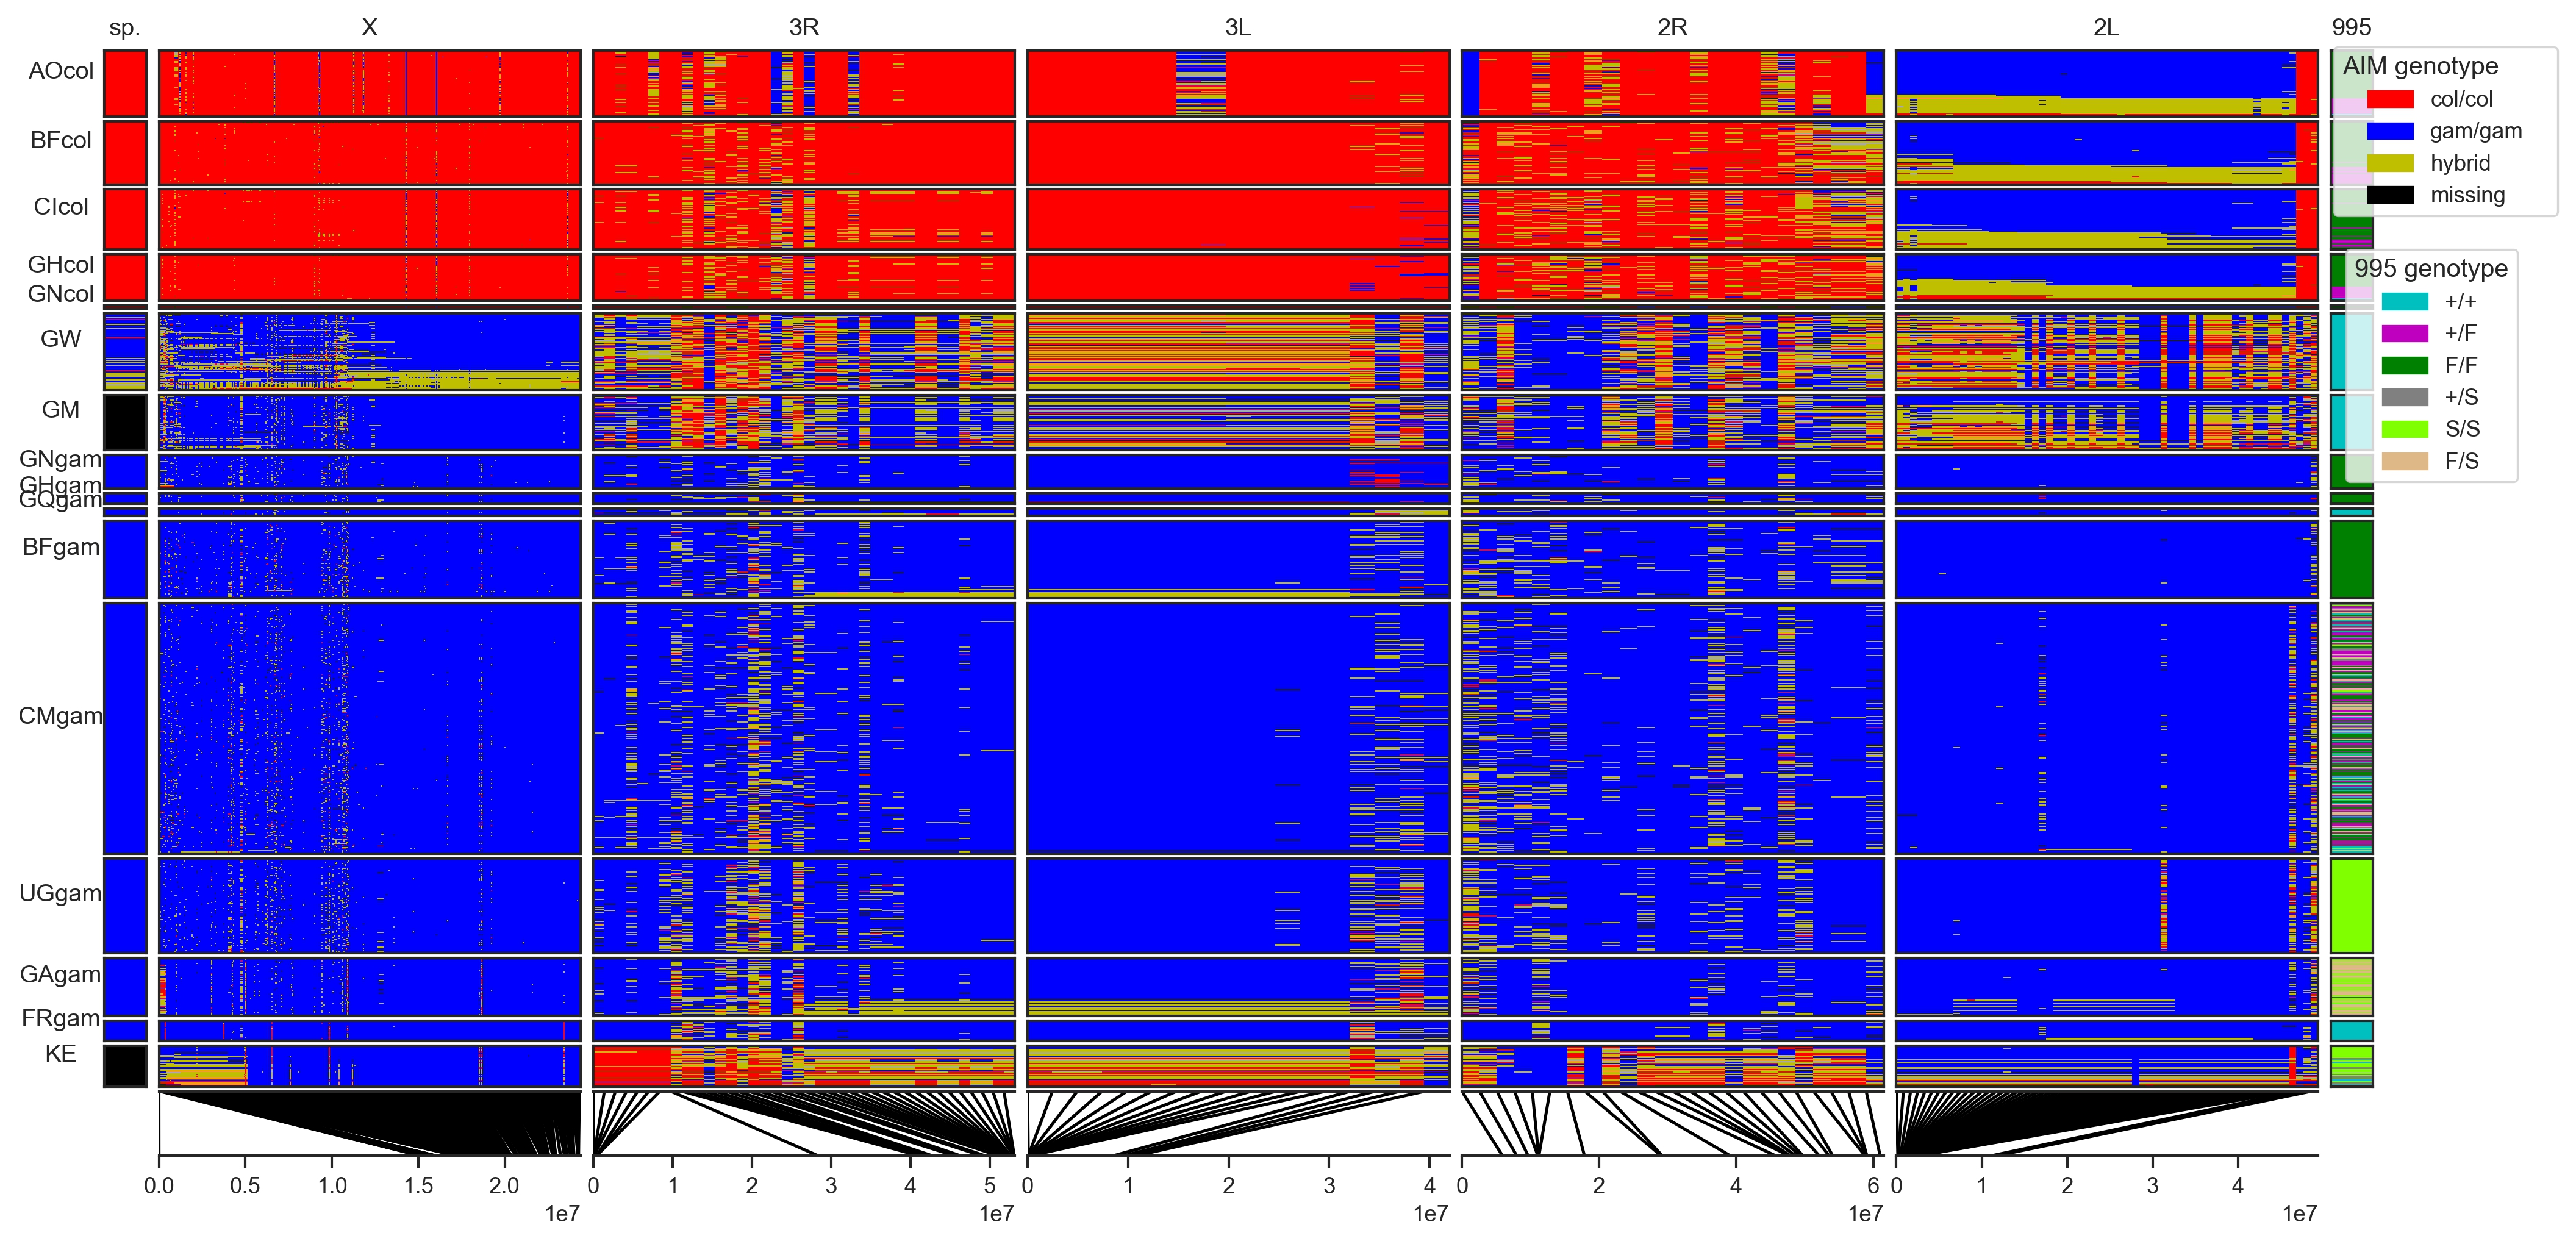 sp. X 3R 3L 2R 2L 995
AOcol
BFcol
CIcol
GHcol
GNcol
GW
GM
GNgam
GHgam
GQgam
BFgam
CMgam
UGgam
GAgam
FRgam
KE
AIM genotype
col/col
gam/gam
hybrid
missing
995 genotype
+/+
+/F
F/F
+/S
S/S
F/S
0.0 0.5 1.0 1.5 2.0 0 1 2 3 4 5 0 1 2 3 4 0 2 4 6 0 1 2 3 4
1e7 1e7 1e7 1e7 1e7